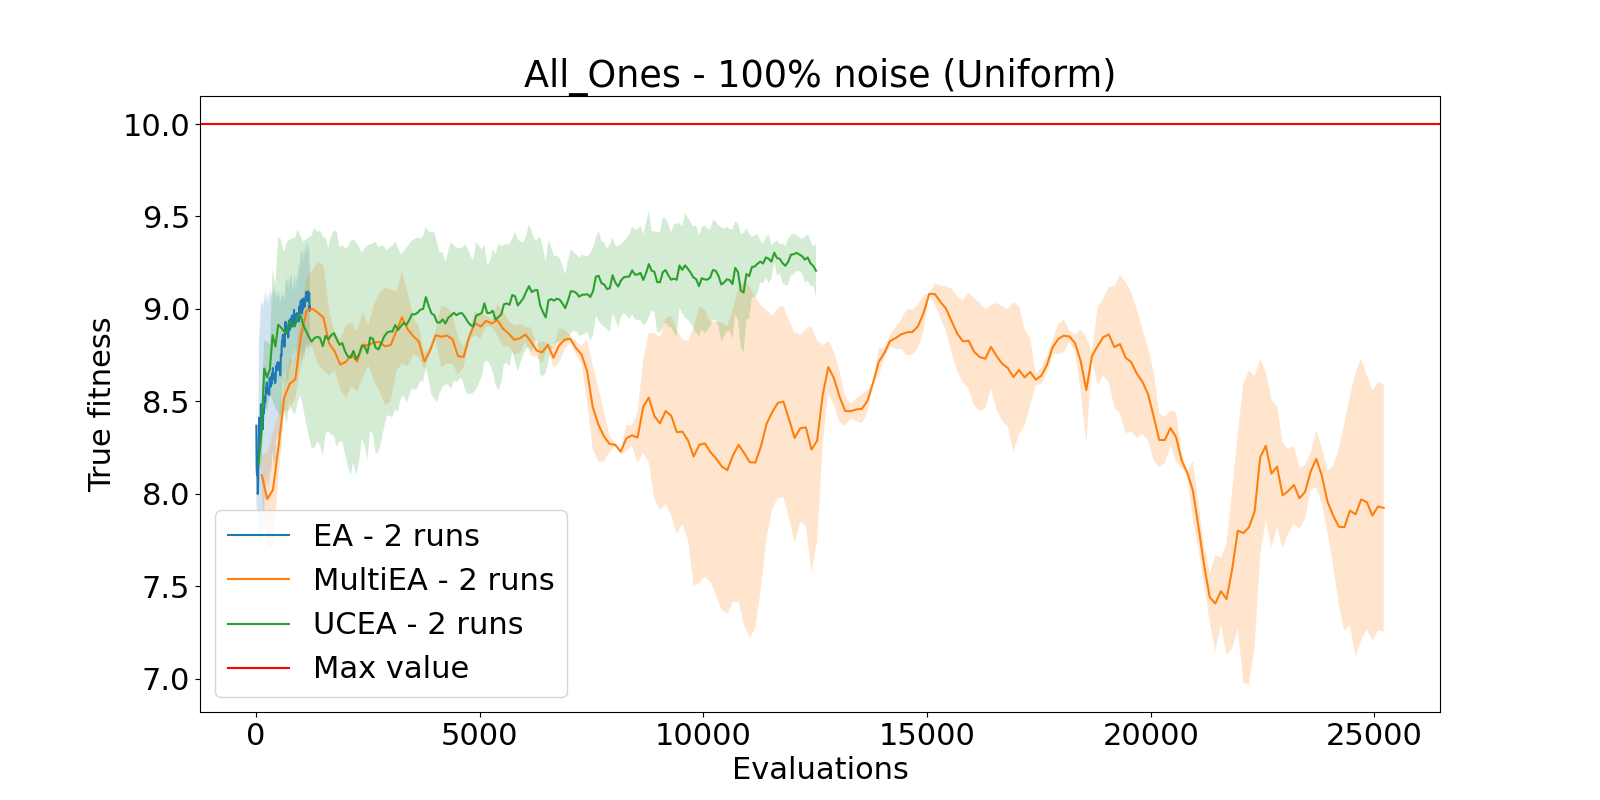 All_Ones - 100% noise (Uniform)
True fitness
10.0
9.5
9.0
8.5
8.0
7.5
7.0
EA - 2 runs
MultiEA - 2 runs
UCEA - 2 runs
Max value
0 5000 10000 15000 20000 25000
Evaluations